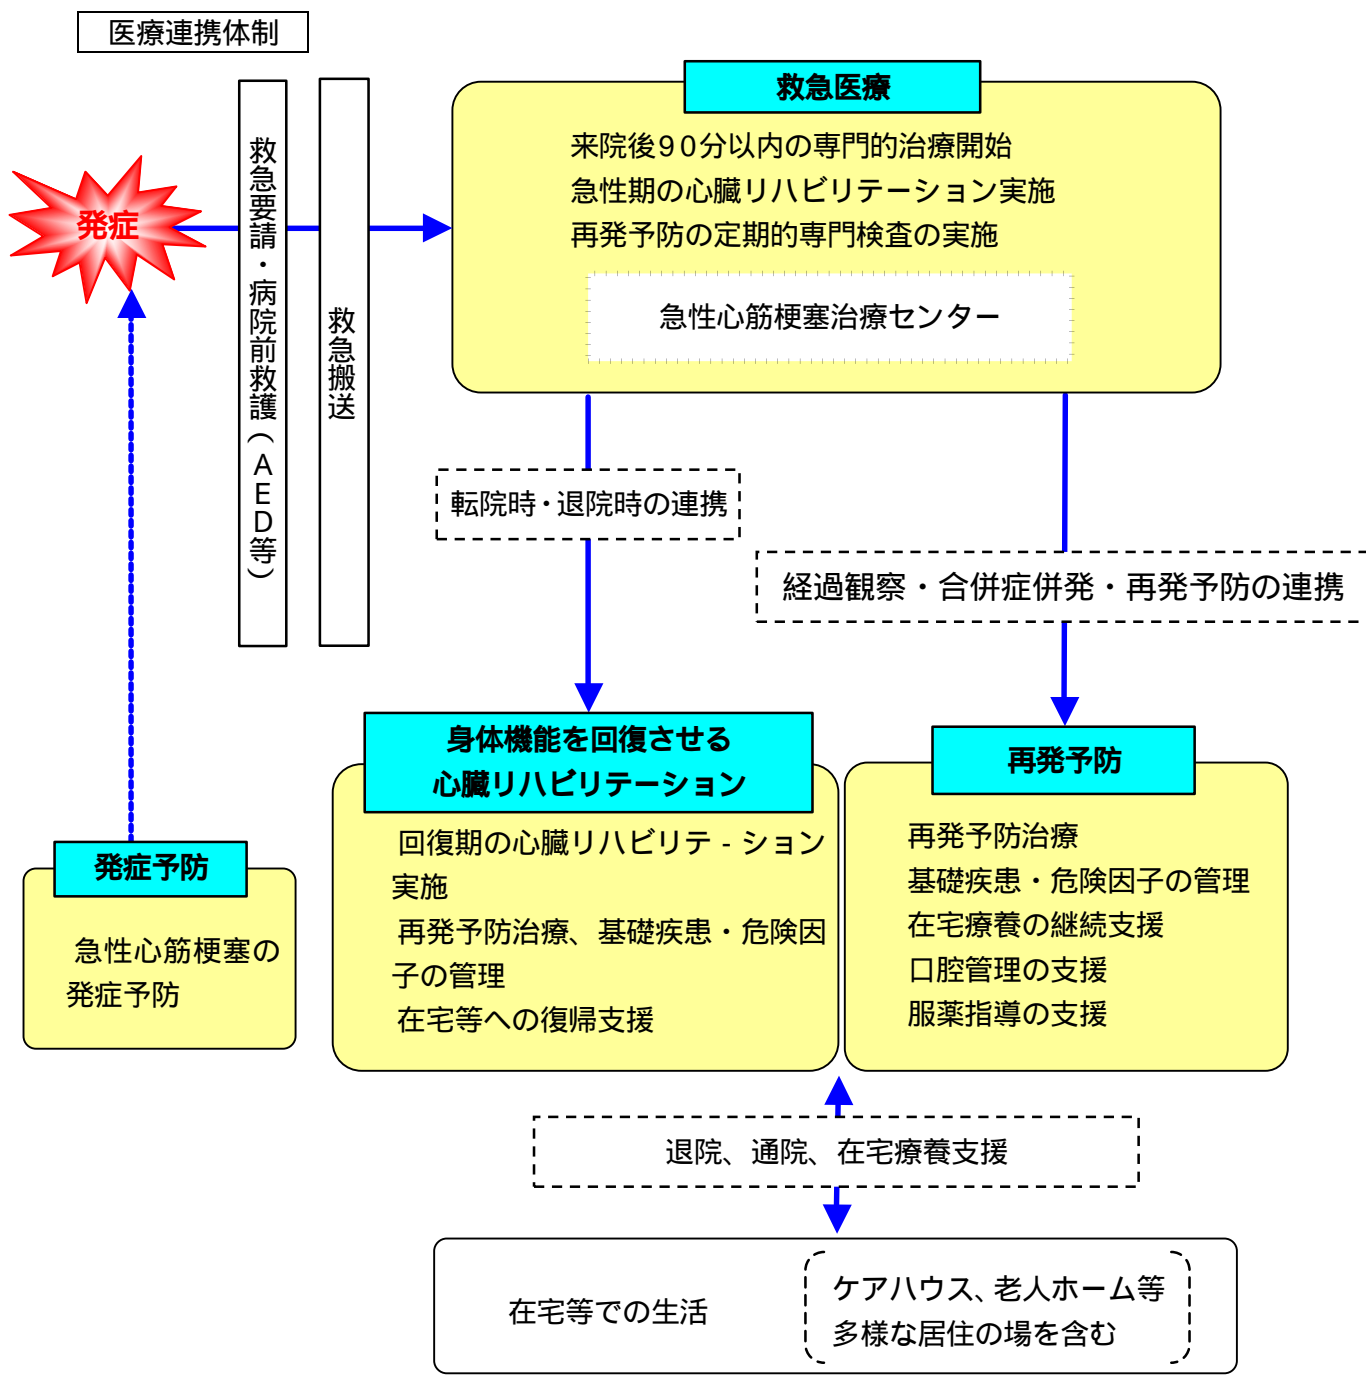 医療連携体制
救急医療
来院後90分以内の専門的治療開始
急性期の心臓リハビリテーション実施
再発予防の定期的専門検査の実施
急性心筋梗塞治療センター
発症
救急要請・病院前救護(AED等)
救急搬送
転院時・退院時の連携
経過観察・合併症併発・再発予防の連携
身体機能を回復させる
心臓リハビリテーション
回復期の心臓リハビリテ-ション
実施
再発予防治療、基礎疾患・危険因
子の管理
在宅等への復帰支援
再発予防
再発予防治療
基礎疾患・危険因子の管理
在宅療養の継続支援
口腔管理の支援
服薬指導の支援
発症予防
急性心筋梗塞の
発症予防
退院、通院、在宅療養支援
在宅等での生活
ケアハウス、老人ホーム等
多様な居住の場を含む